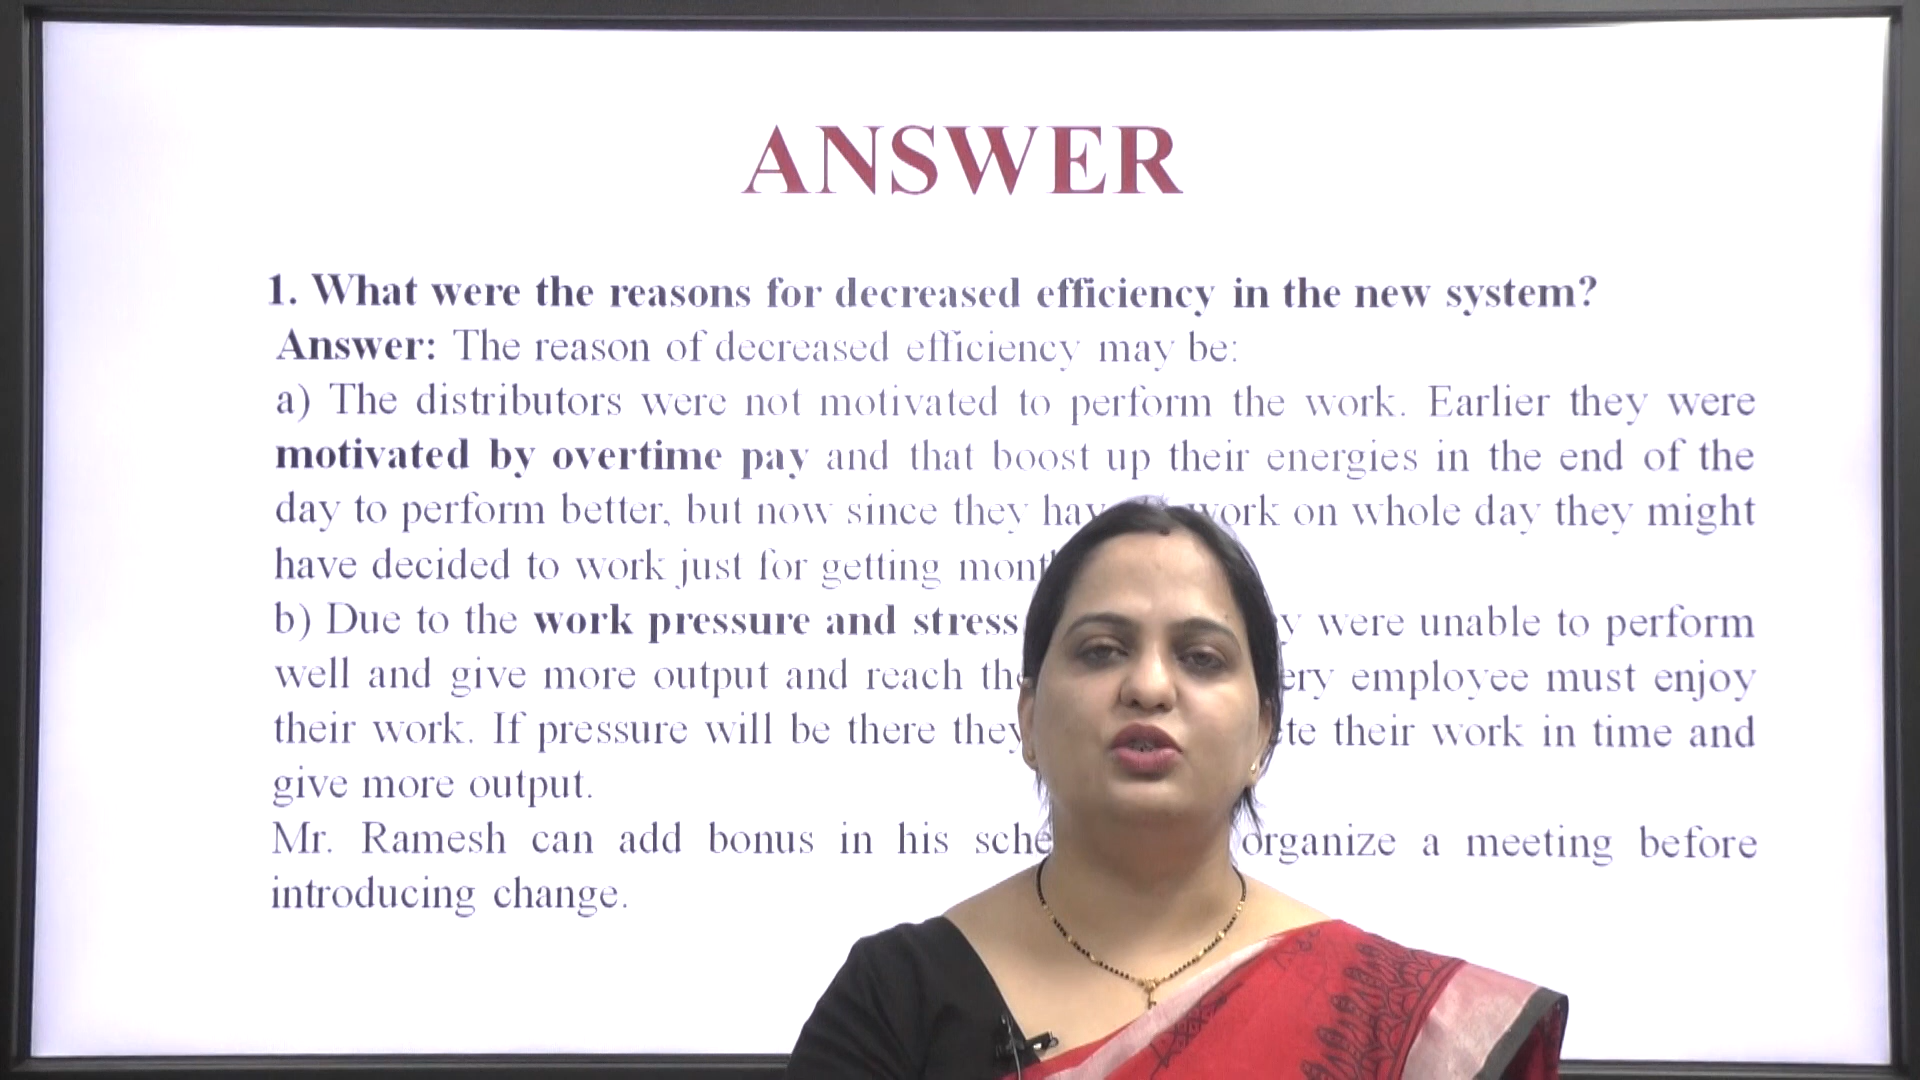 ANSWER
1. What were the reasons for decreased efficiency in the new system?
Answer: The reason of decreased efficiency may be:
a) The distributors were not motivated to perform the work. Earlier they were
motivated by overtime pay and that boost up their energies in the end of the
day to perform better, but now since they have work on whole day they might
have decided to work just for getting
b) Due to the work pressure and stress were unable to perform
well and give more output and reach employee must enjoy
their work. If pressure will be there they their work in time and
give more output.
Mr. Ramesh can add bonus in his organize a meeting before
introducing change.